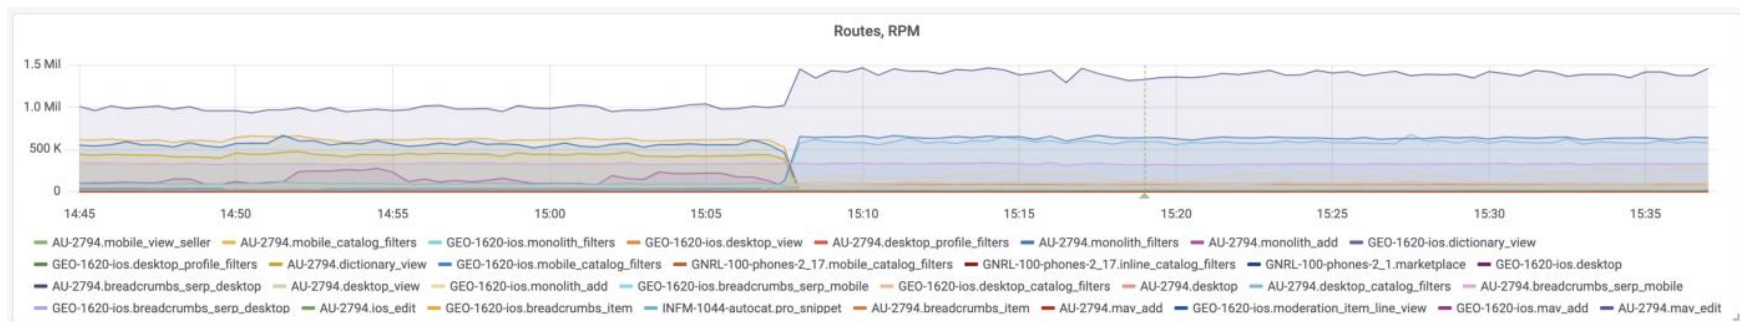 Routes, RPM
1.5 Mil
1.0 Mil
500 K
0
14:45 14:50 14:55 15:00 15:05 15:10 15:15 15:20 15:25 15:30 15:35
AU-2794.mobile_view_seller AU-2794.mobile_catalog_filters GEO-1620-ios.monolith_filters GEO-1620-ios.desktop_view AU-2794.desktop_profile_filters AU-2794.monolith_filters AU-2794.monolith_add GEO-1620-ios.dictionary_view
GEO-1620-ios.desktop_profile_filters AU-2794.dictionary_view GEO-1620-ios.mobile_catalog_filters GNRL-100-phones-2_17.mobile_catalog_filters GNRL-100-phones-2_17.inline_catalog_filters GNRL-100-phones-2_1.marketplace GEO-1620-ios.desktop
AU-2794.breadcrumbs_serp_desktop AU-2794.desktop_view GEO-1620-ios.monolith_add GEO-1620-ios.breadcrumbs_serp_mobile GEO-1620-ios.desktop_catalog_filters AU-2794.desktop AU-2794.desktop_catalog_filters AU-2794.breadcrumbs_serp_mobile
GEO-1620-ios.breadcrumbs_serp_desktop AU-2794.ios_edit GEO-1620-ios.breadcrumbs_item INFM-1044-autocat.pro_snippet AU-2794.breadcrumbs_item AU-2794.mav_add GEO-1620-ios.moderation_item_line_view GEO-1620-ios.mav_add AU-2794.mav_edit